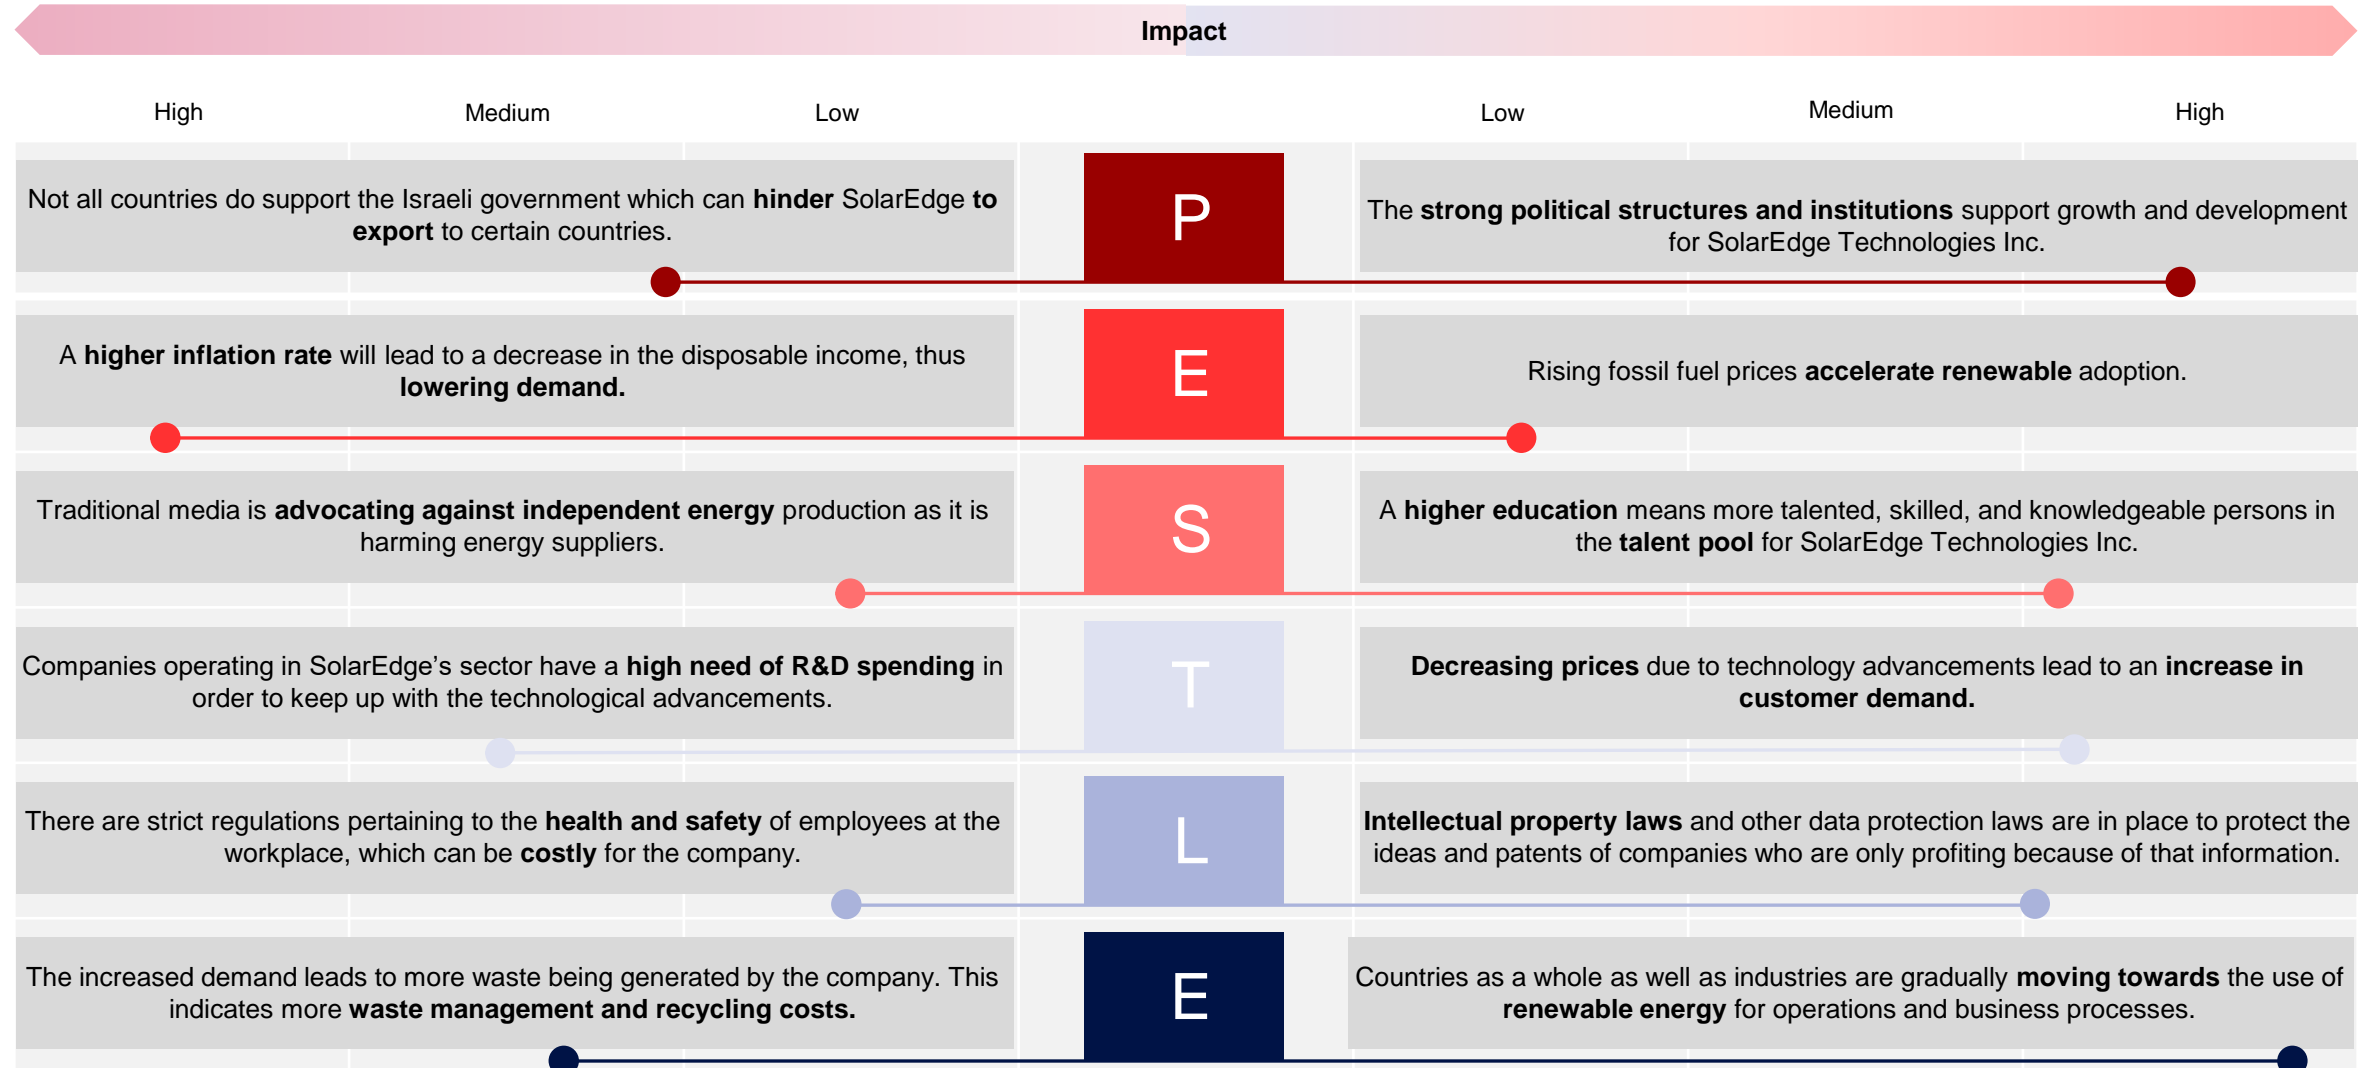 Impact
High
Medium
Low
Low
Medium
High
Not all countries do support the Israeli government which can hinder SolarEdge to
export to certain countries.
P
The strong political structures and institutions support growth and development
for SolarEdge Technologies Inc.
A higher inflation rate will lead to a decrease in the disposable income, thus
lowering demand.
E
Rising fossil fuel prices accelerate renewable adoption.
Traditional media is advocating against independent energy production as it is
harming energy suppliers.
S
A higher education means more talented, skilled, and knowledgeable persons in
the talent pool for SolarEdge Technologies Inc.
Companies operating in SolarEdge’s sector have a high need of R&D spending in
order to keep up with the technological advancements.
T
Decreasing prices due to technology advancements lead to an increase in
customer demand.
There are strict regulations pertaining to the health and safety of employees at the
workplace, which can be costly for the company.
L
Intellectual property laws and other data protection laws are in place to protect the
ideas and patents of companies who are only profiting because of that information.
The increased demand leads to more waste being generated by the company. This
indicates more waste management and recycling costs.
E
Countries as a whole as well as industries are gradually moving towards the use of
renewable energy for operations and business processes.